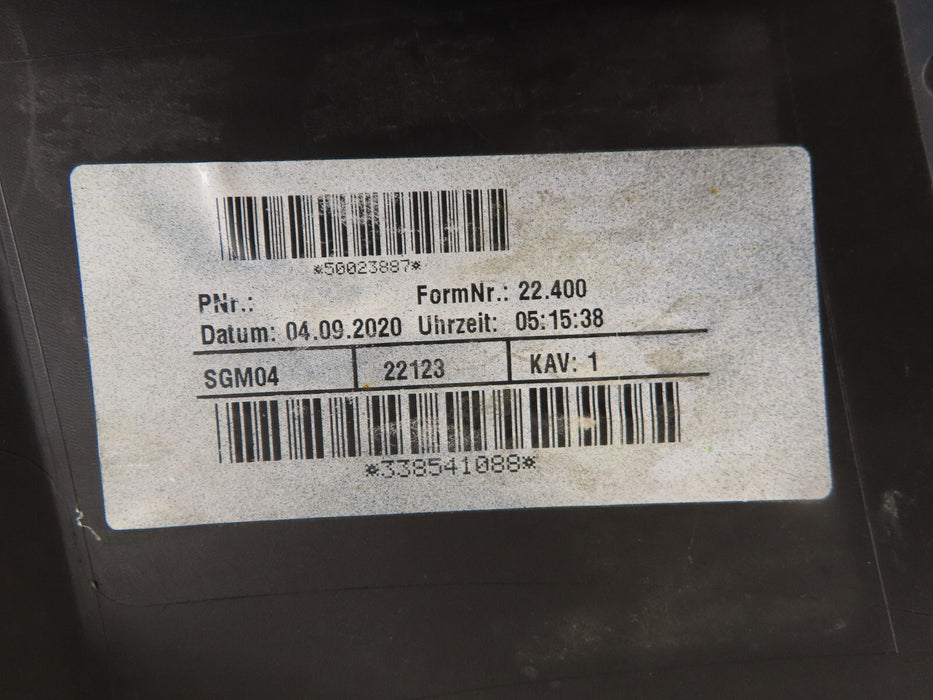 *50023887*
PNr.: FormNr.: 22.400
Datum: 04.09.2020 Uhrzeit: 05:15:38
SGM04 22123 KAV: 1
*338541088*